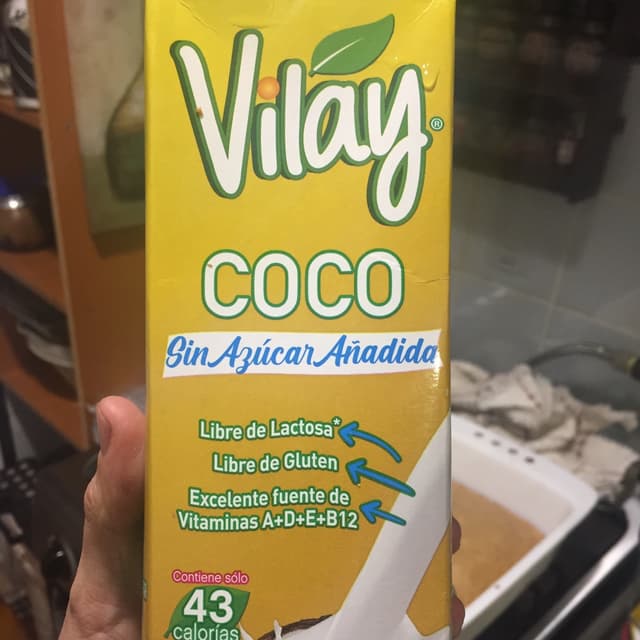 Vilay®
COCO
Sin Azúcar Añadida
Libre de Lactosa*
Libre de Gluten
Excelente fuente de
Vitaminas A+D+E+B12
Contiene sólo
43
calorías